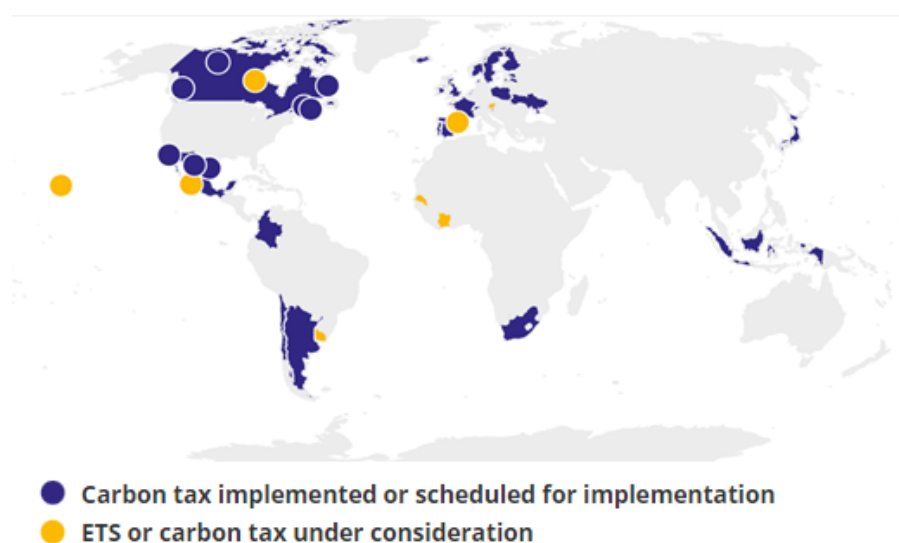 Carbon tax implemented or scheduled for implementation
ETS or carbon tax under consideration